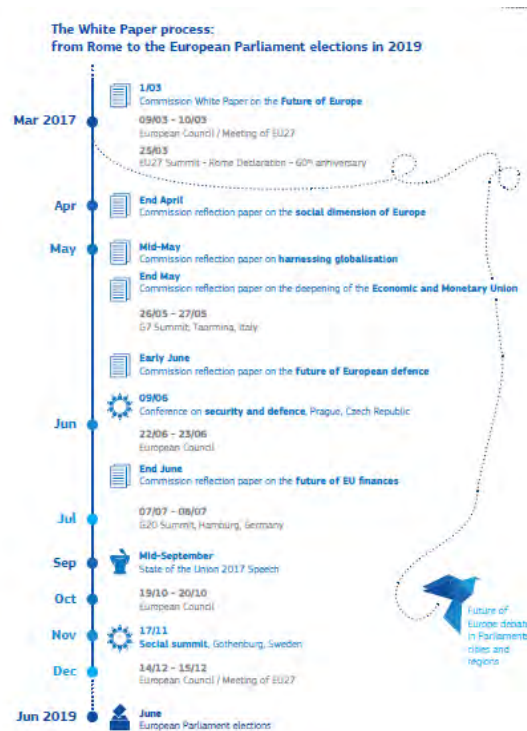 The White Paper process:
from Rome to the European Parliament elections in 2019
Mar 2017
1/03
Commission White Paper on the Future of Europe
09/03 - 10/03
European Council / Meeting of EU27
25/03
EU27 Summit - Rome Declaration - 60th anniversary
Apr
End April
Commission reflection paper on the social dimension of Europe
May
Mid-May
Commission reflection paper on harnessing globalisation
End May
Commission reflection paper on the deepening of the Economic and Monetary Union
26/05 - 27/05
G7 Summit, Taormina, Italy
Early June
Commission reflection paper on the future of European defence
Jun
09/06
Conference on security and defence, Prague, Czech Republic
22/06 - 23/06
European Council
End June
Commission reflection paper on the future of EU finances
Jul
07/07 - 08/07
G20 Summit, Hamburg, Germany
Sep
Mid-September
State of the Union 2017 Speech
Oct
19/10 - 20/10
European Council
Nov
17/11
Social summit, Gothenburg, Sweden
Dec
14/12 - 15/12
European Council / Meeting of EU27
Jun 2019
June
European Parliament elections
Future of
Europe debate
in Parliament
cities and
regions